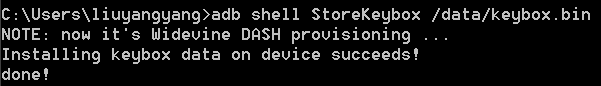 C:\Users\liuyangyang>adb shell StoreKeybox /data/keybox.bin
NOTE: now it's Widevine DASH provisioning ...
Installing keybox data on device succeeds!
done!